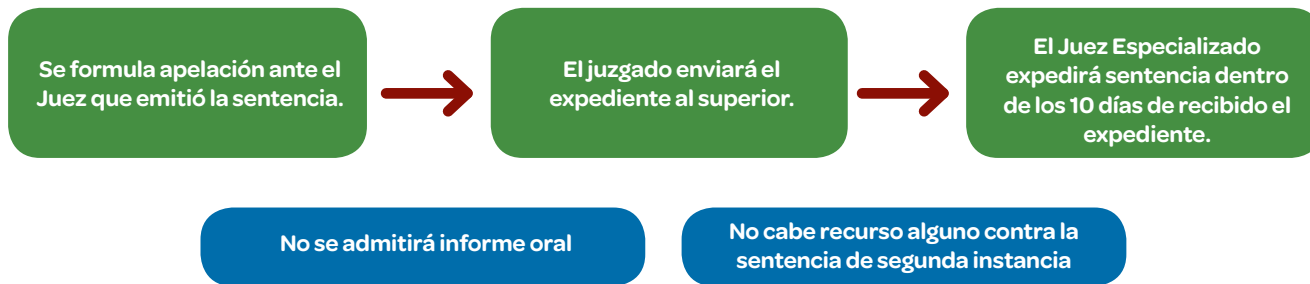 Se formula apelación ante el
Juez que emitió la sentencia.
El juzgado enviará el
expediente al superior.
El Juez Especializado
expedirá sentencia dentro
de los 10 días de recibido el
expediente.
No se admitirá informe oral
No cabe recurso alguno contra la
sentencia de segunda instancia